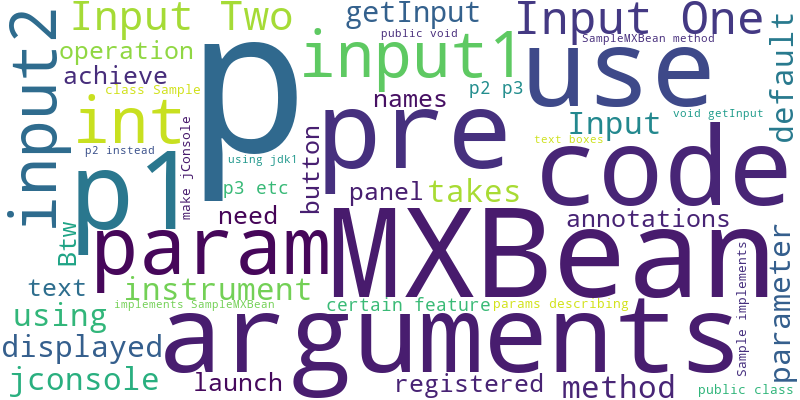 input2
Input Two
operation
achieve
class Sample
int
p2 instead
p1
Btw
text
using
displayed
jconsole
make jConsole
p
using jdk1
p3 etc
need
param
instrument
implements SampleMXBean
launch
arguments
button
getInput
public void
input1
names
pre
panel
takes
MXBean
certain feature
params describing
registered
method
p2 p3
use
Input One
SampleMXBean method
Input
void getInput
text boxes
code
annotations
default
parameter
sample implements
public class